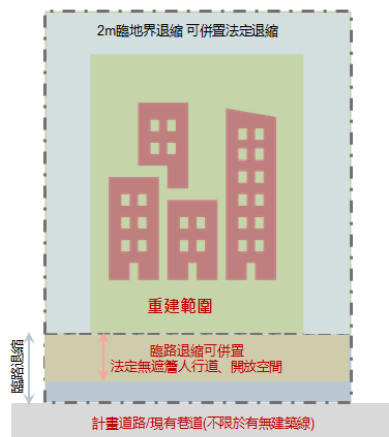 2m臨地界退縮 可併置法定退縮
重建範圍
臨路退縮
臨路退縮可併置
法定無遮簷人行道、開放空間
計畫道路/現有巷道(不限於有無建築線)